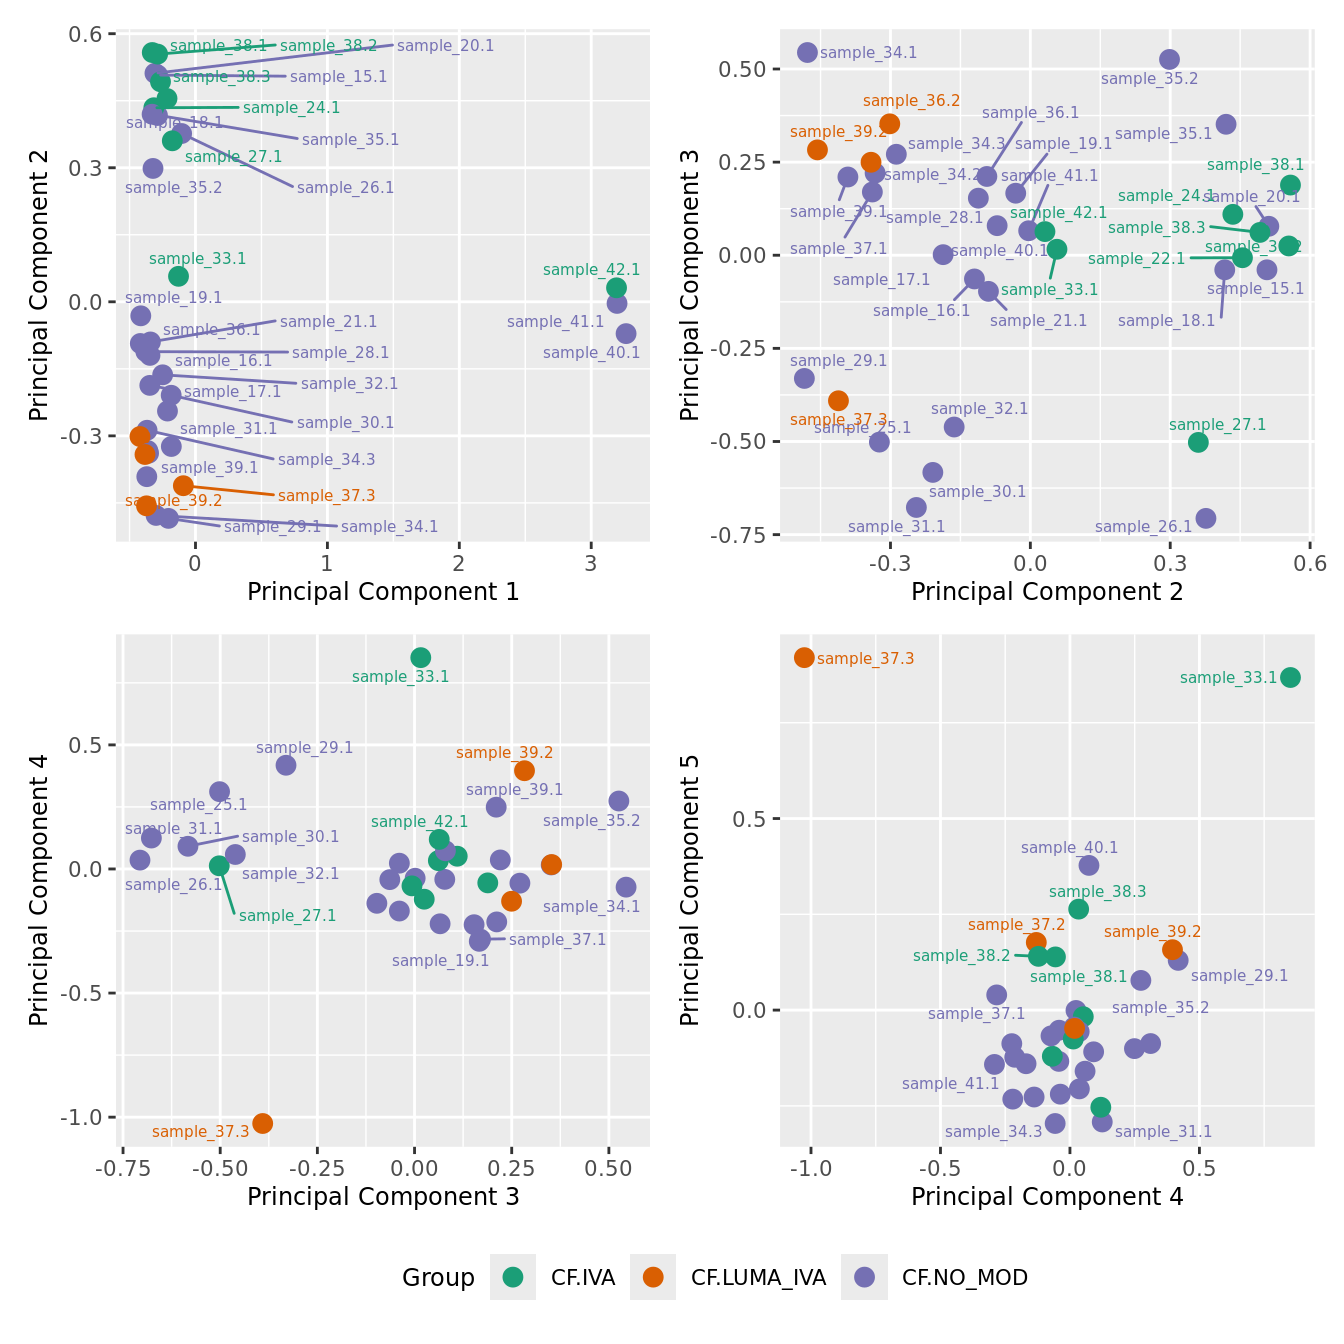 0.6
0.3
0.0
-0.3
Principal Component 2
sample_38.1
sample_38.2
sample_20.1
sample_38.3
sample_15.1
sample_24.1
sample_18.1
sample_35.1
sample_27.1
sample_35.2
sample_26.1
sample_33.1
sample_42.1
sample_19.1
sample_41.1
sample_36.1
sample_21.1
sample_28.1
sample_40.1
sample_16.1
sample_32.1
sample_17.1
sample_30.1
sample_31.1
sample_34.3
sample_39.1
sample_37.3
sample_39.2
sample_29.1
sample_34.1
0
1
2
3
Principal Component 1
0.50
0.25
0.00
-0.25
-0.50
-0.75
Principal Component 3
sample_34.1
sample_35.2
sample_36.2
sample_36.1
sample_39.2
sample_35.1
sample_34.3
sample_19.1
sample_38.1
sample_34.2
sample_41.1
sample_24.1
sample_20.1
sample_39.1
sample_28.1
sample_42.1
sample_38.3
sample_37.1
sample_40.1
sample_22.1
sample_17.1
sample_33.1
sample_15.1
sample_16.1
sample_21.1
sample_18.1
sample_29.1
sample_32.1
sample_37.3
sample_25.1
sample_27.1
sample_30.1
sample_31.1
sample_26.1
-0.3
0.0
0.3
0.6
Principal Component 2
0.5
0.0
-0.5
-1.0
Principal Component 4
sample_33.1
sample_29.1
sample_39.2
sample_25.1
sample_39.1
sample_31.1
sample_35.2
sample_30.1
sample_42.1
sample_26.1
sample_32.1
sample_27.1
sample_34.1
sample_37.1
sample_19.1
sample_37.3
-0.75
-0.50
-0.25
0.00
0.25
0.50
Principal Component 3
0.5
0.0
Principal Component 5
sample_37.3
sample_33.1
sample_40.1
sample_38.3
sample_37.2
sample_39.2
sample_38.2
sample_38.1
sample_29.1
sample_37.1
sample_35.2
sample_41.1
sample_34.3
sample_31.1
-1.0
-0.5
0.0
0.5
Principal Component 4
Group
CF.IVA
CF.LUMA_IVA
CF.NO_MOD